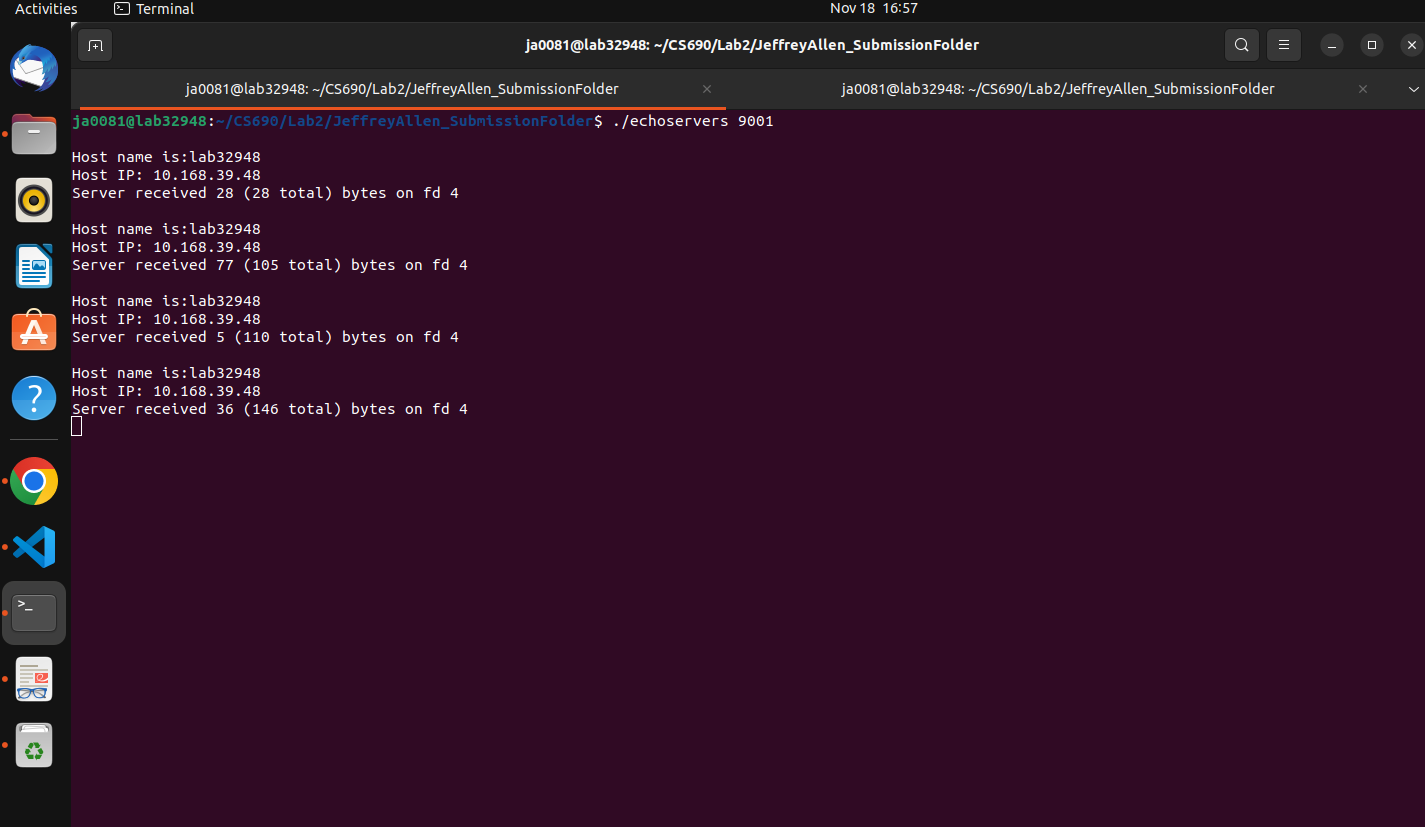 Activities
Terminal
Nov 18 16:57
ja0081@lab32948: ~/CS690/Lab2/JeffreyAllen_SubmissionFolder
ja0081@lab32948: ~/CS690/Lab2/JeffreyAllen_SubmissionFolder
ja0081@lab32948: ~/CS690/Lab2/JeffreyAllen_SubmissionFolder
ja0081@lab32948:~/CS690/Lab2/JeffreyAllen_SubmissionFolder$ ./echoservers 9001
Host name is:lab32948
Host IP: 10.168.39.48
Server received 28 (28 total) bytes on fd 4
Host name is:lab32948
Host IP: 10.168.39.48
Server received 77 (105 total) bytes on fd 4
Host name is:lab32948
Host IP: 10.168.39.48
Server received 5 (110 total) bytes on fd 4
Host name is:lab32948
Host IP: 10.168.39.48
Server received 36 (146 total) bytes on fd 4